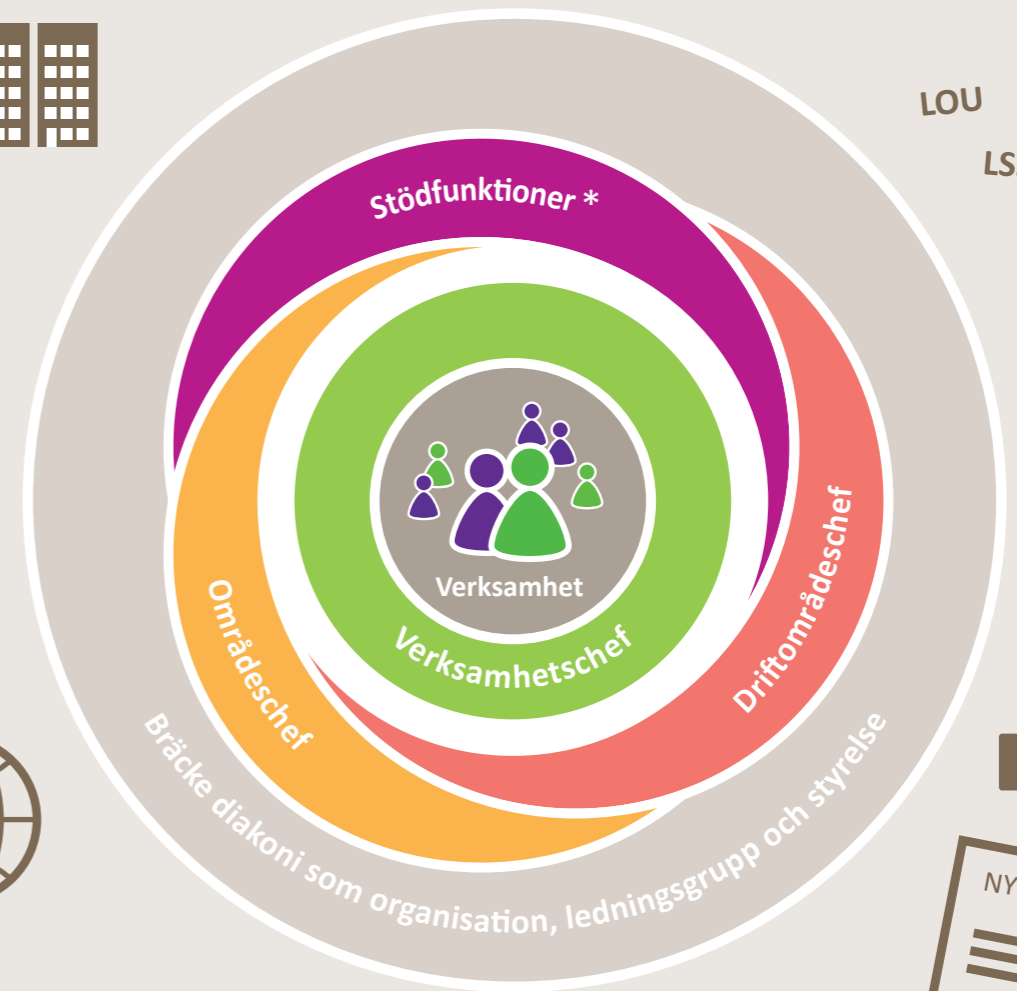 LOU
Stödfunktioner *
Verksamhet
Verksamhetschef
Områdeschef
Driftområdeschef
Bräcke diakoni som organisation, ledningsgrupp och styrelse